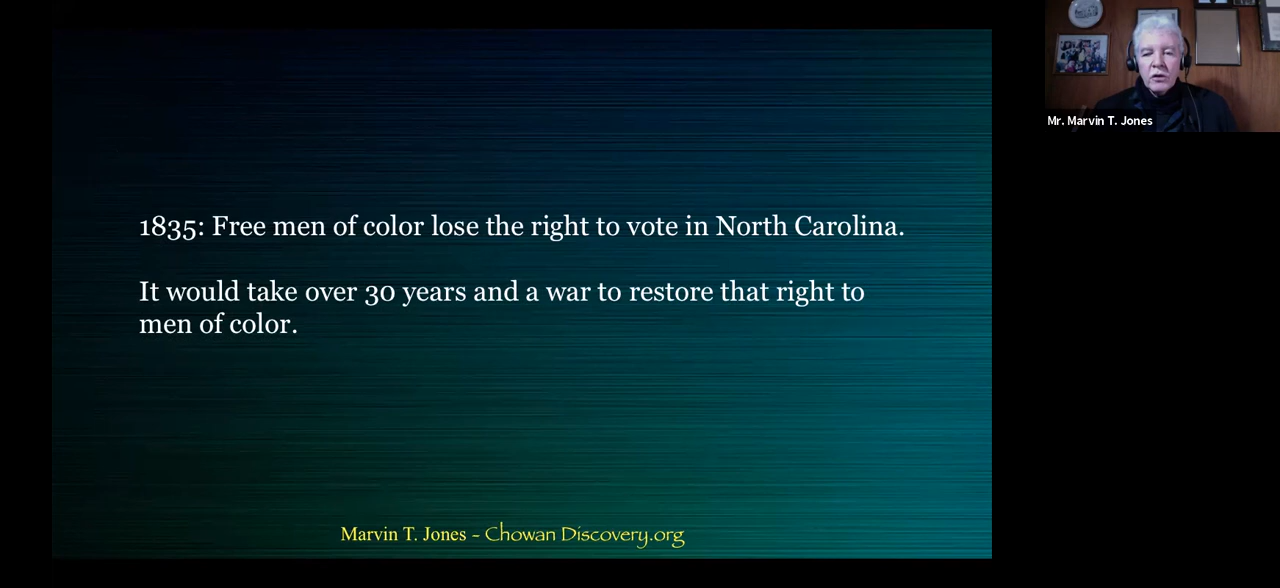 1835: Free men of color lose the right to vote in North Carolina.
It would take over 30 years and a war to restore that right to
men of color.
Marvin T. Jones - Chowan Discovery.org
Mr. Marvin T. Jones